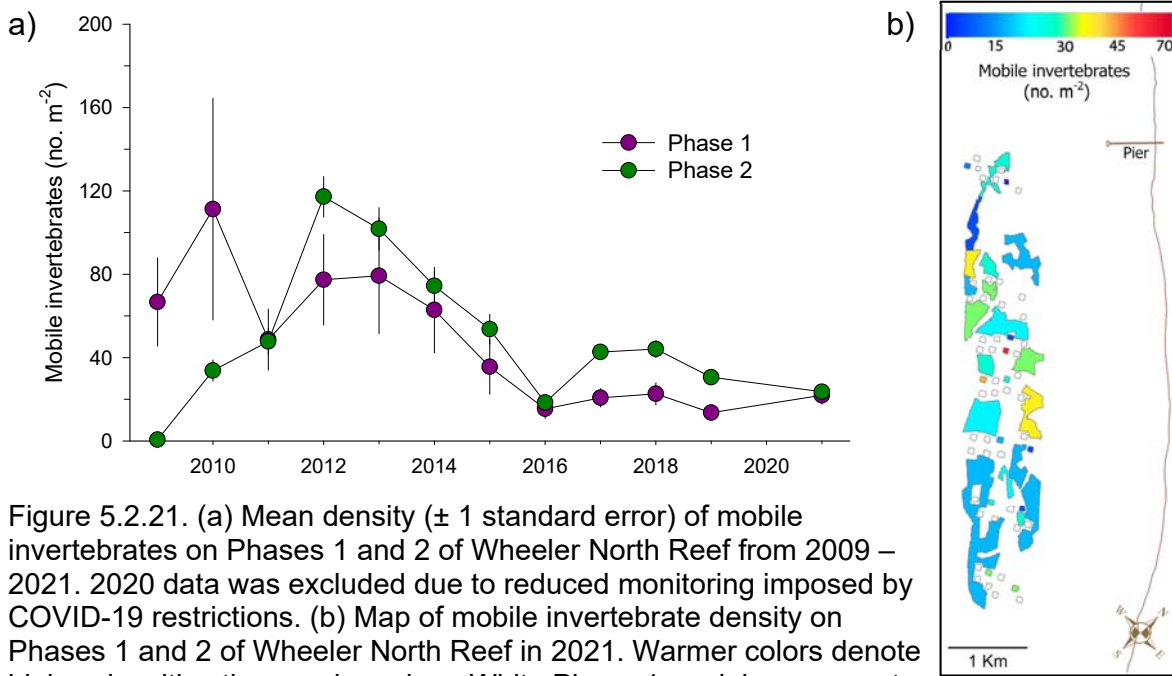 a)
200
160
120
80
40
0
Mobile invertebrates (no. m-2)
Phase 1
Phase 2
2010 2012 2014 2016 2018 2020
b)
0 15 30 45 70
Mobile invertebrates
(no. m-2)
Pier
W N
S E
1 Km
Figure 5.2.21. (a) Mean density (± 1 standard error) of mobile
invertebrates on Phases 1 and 2 of Wheeler North Reef from 2009 –
2021. 2020 data was excluded due to reduced monitoring imposed by
COVID-19 restrictions. (b) Map of mobile invertebrate density on
Phases 1 and 2 of Wheeler North Reef in 2021. Warmer colors denote